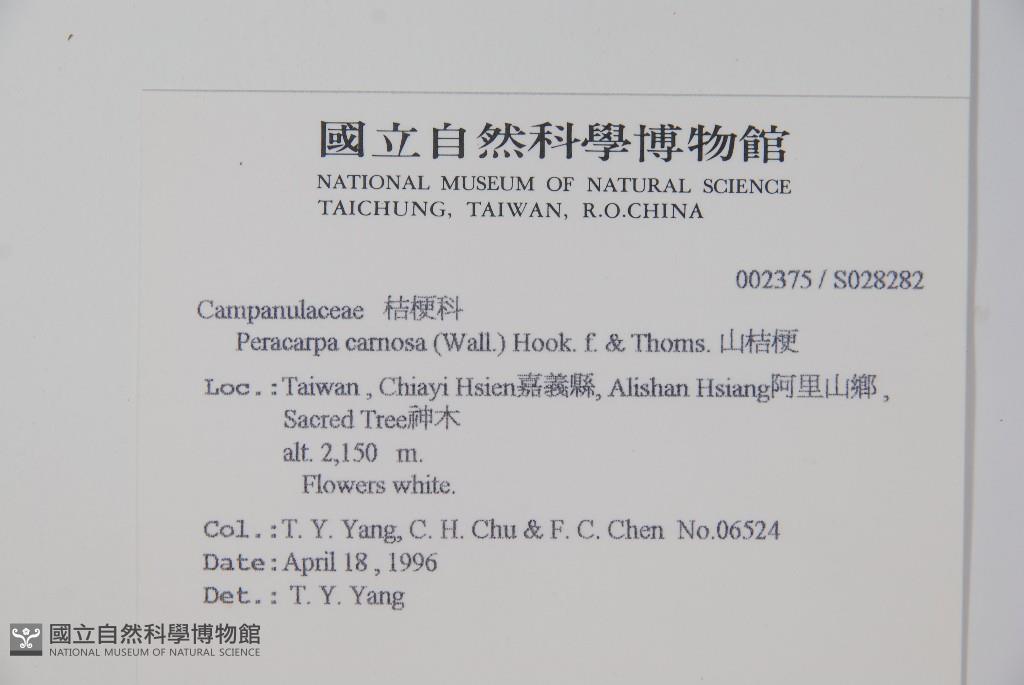 國立自然科學博物館
NATIONAL MUSEUM OF NATURAL SCIENCE
TAICHUNG, TAIWAN, R.O.CHINA
002375 / S028282
Campanulaceae 桔梗科
Peracarpa carnosa (Wall.) Hook. f. & Thoms. 山桔梗
Loc.:Taiwan , Chiayi Hsien嘉義縣, Alishan Hsiang阿里山鄉 ,
Sacred Tree神木
alt. 2,150 m.
Flowers white.
Col.:T. Y. Yang, C. H. Chu & F. C. Chen No.06524
Date:April 18 , 1996
Det.: T. Y. Yang
國立自然科學博物館
NATIONAL MUSEUM OF NATURAL SCIENCE